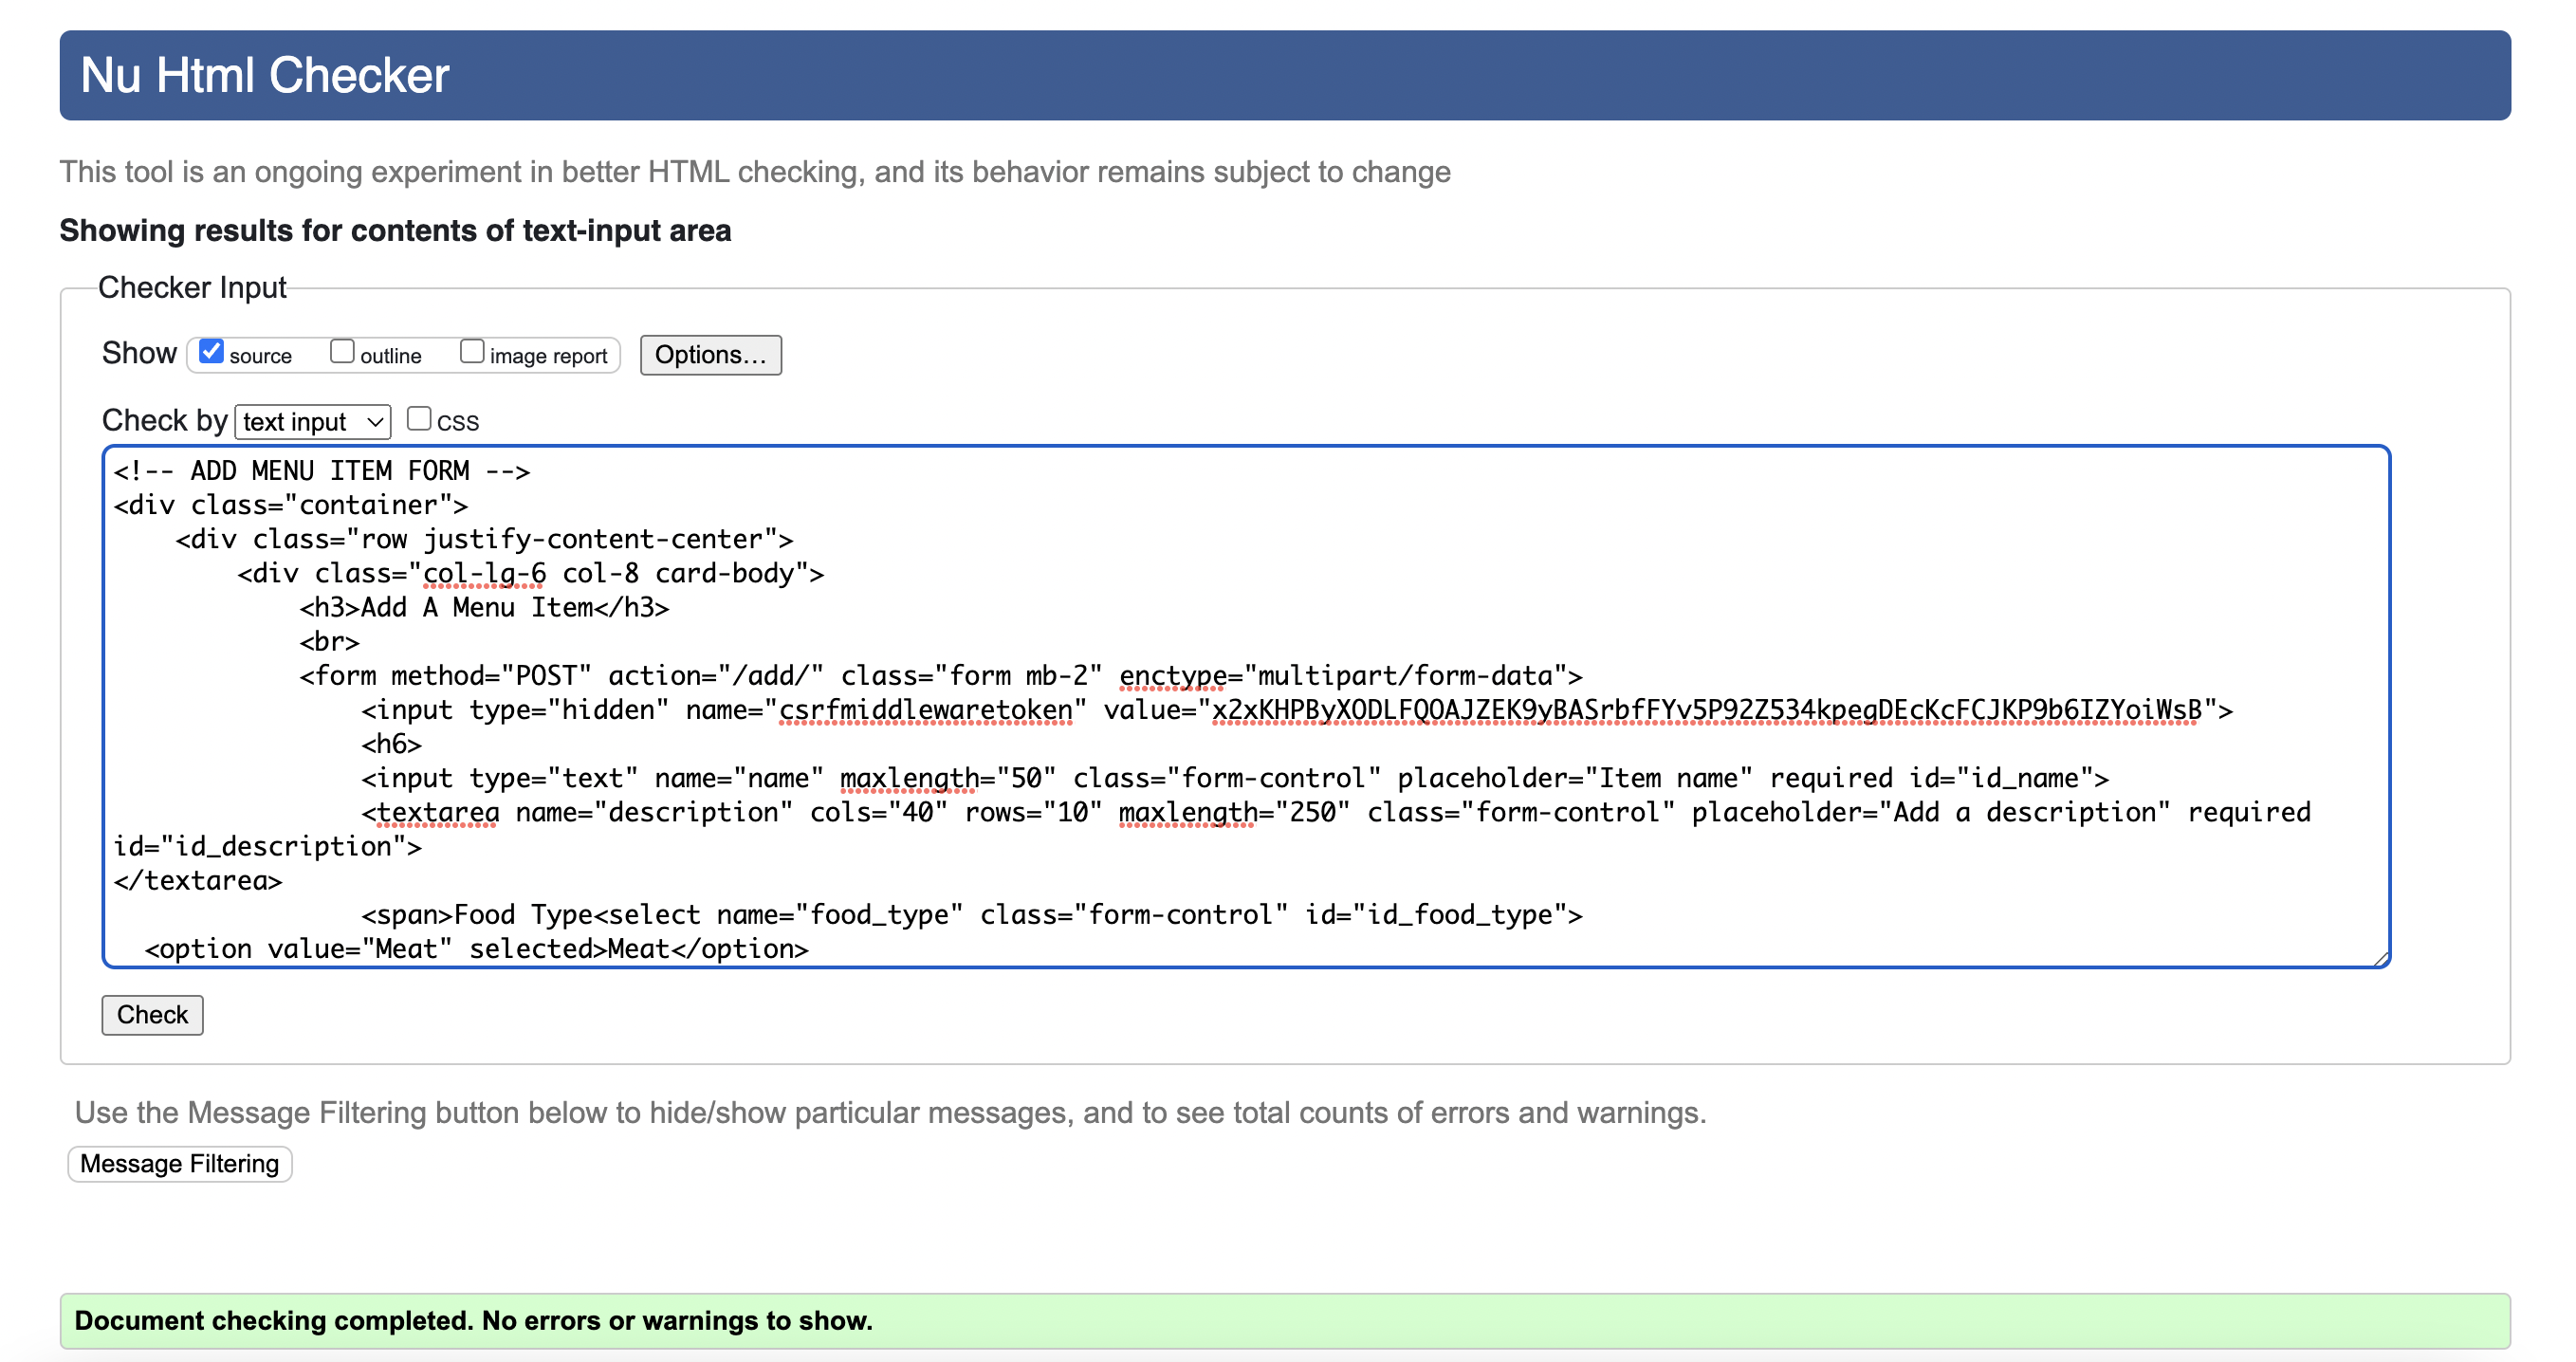 Nu Html Checker
This tool is an ongoing experiment in better HTML checking, and its behavior remains subject to change
Showing results for contents of text-input area
Checker Input
Show source outline image report Options...
Check by text input CSS
<!-- ADD MENU ITEM FORM -->
<div class="container">
<div class="row justify-content-center">
<div class="col-lg-6 col-8 card-body">
<h3>Add A Menu Item</h3>
<br>
<form method="POST" action="/add/" class="form mb-2" enctype="multipart/form-data">
<input type="hidden" name="csrfmiddlewaretoken" value="x2xKHPByXODLFQOAJZEK9yBASrbfFYv5P92Z534kpegDEcKcFCJKP9b6IZYoiWsB">
<h6>
<input type="text" name="name" maxlength="50" class="form-control" placeholder="Item name" required id="id_name">
<textarea name="description" cols="40" rows="10" maxlength="250" class="form-control" placeholder="Add a description" required
id="id_description">
</textarea>
<span>Food Type<select name="food_type" class="form-control" id="id_food_type">
<option value="Meat" selected>Meat</option>
Check
Use the Message Filtering button below to hide/show particular messages, and to see total counts of errors and warnings.
Message Filtering
Document checking completed. No errors or warnings to show.